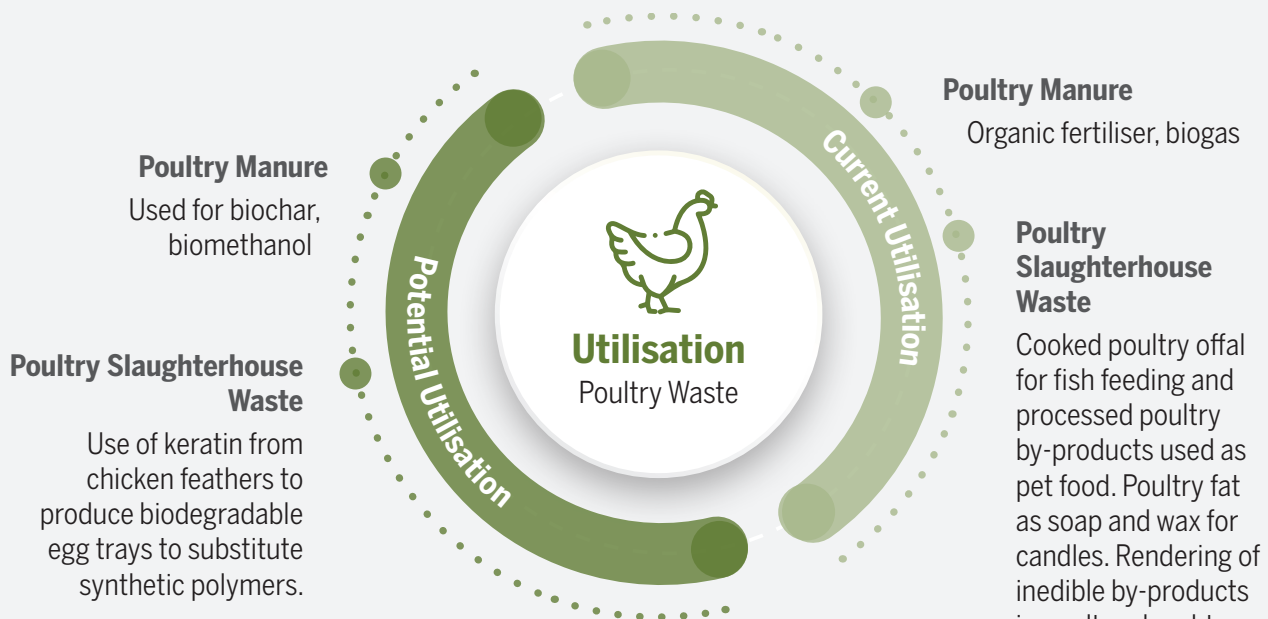 Poultry Manure
Used for biochar,
biomethanol
Poultry Slaughterhouse
Waste
Use of keratin from
chicken feathers to
produce biodegradable
egg trays to substitute
synthetic polymers.
Potential Utilisation
Utilisation
Poultry Waste
Current Utilisation
Poultry Manure
Organic fertiliser, biogas
Poultry
Slaughterhouse
Waste
Cooked poultry offal
for fish feeding and
processed poultry
by-products used as
pet food. Poultry fat
as soap and wax for
candles. Rendering of
inedible by-products